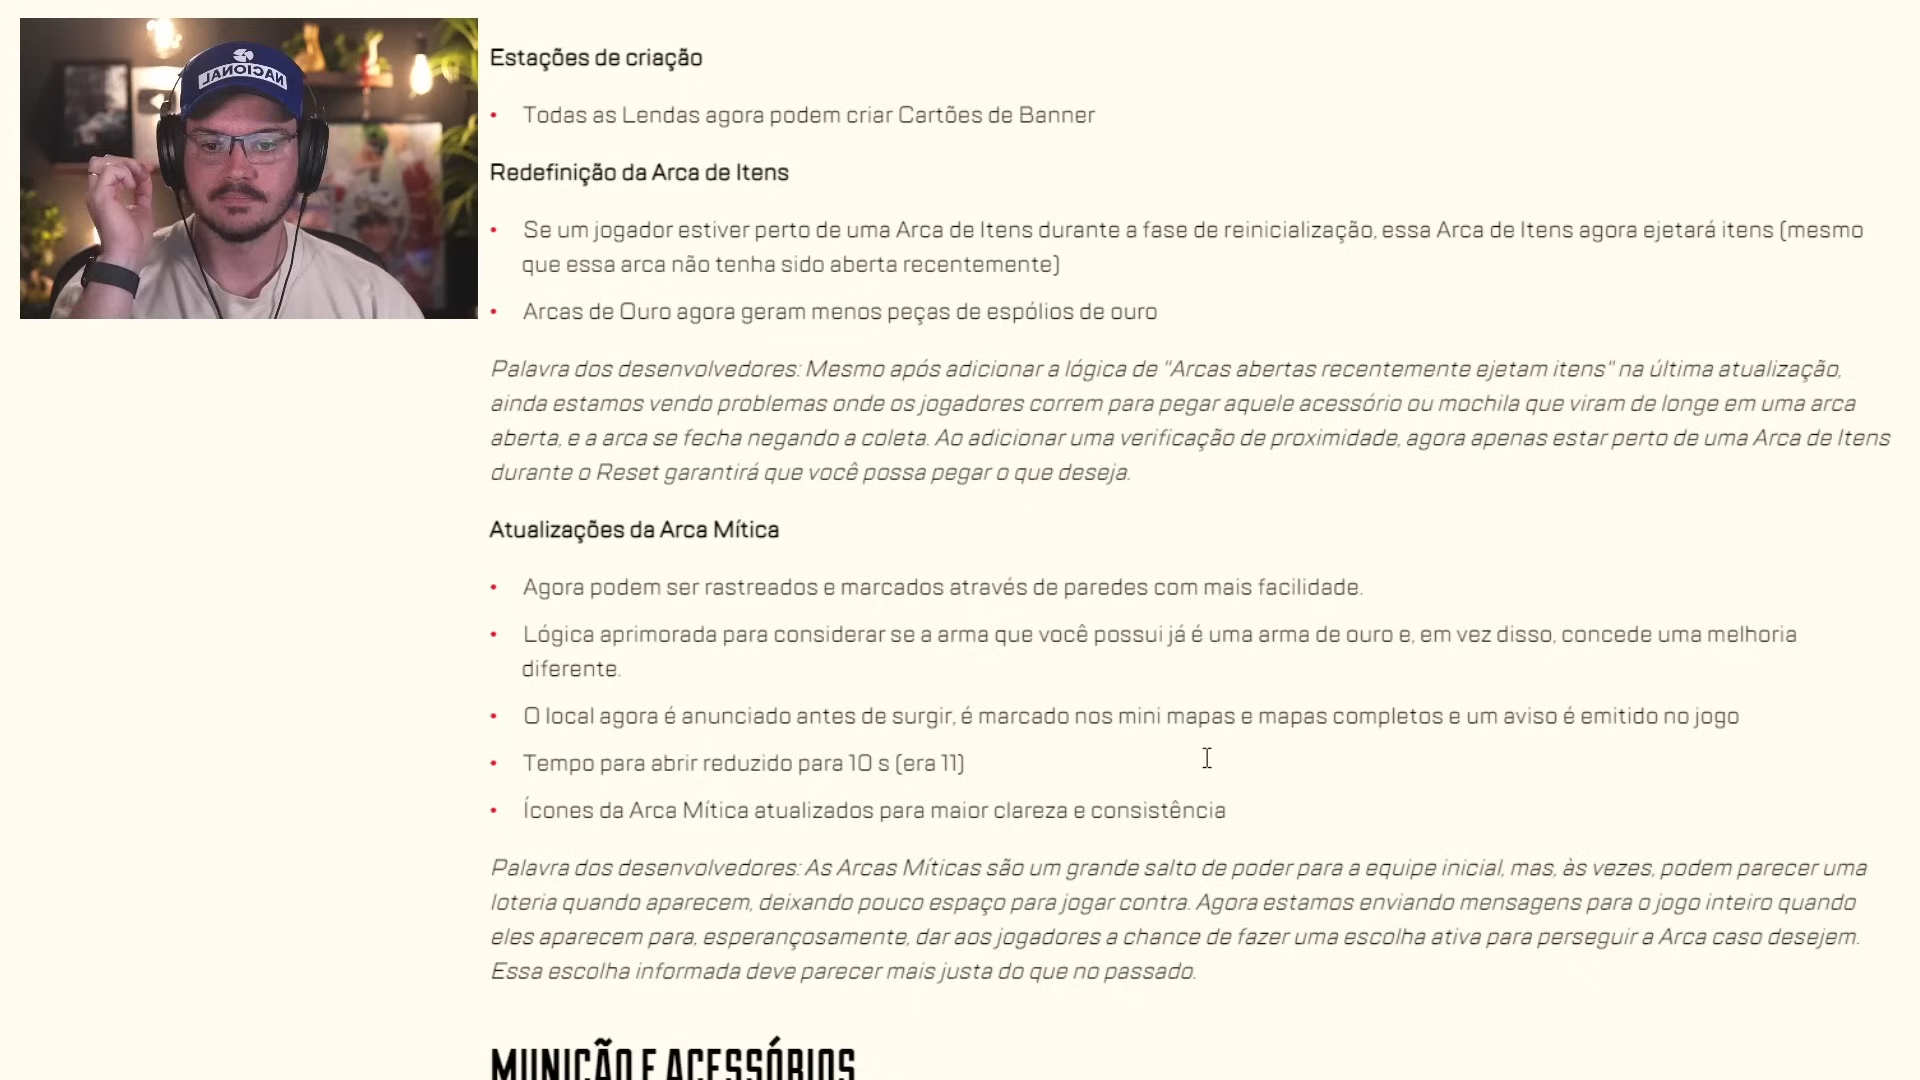 NACIONAL
Estações de criação
• Todas as Lendas agora podem criar Cartões de Banner
Redefinição da Arca de Itens
• Se um jogador estiver perto de uma Arca de Itens durante a fase de reinicialização, essa Arca de Itens agora ejetará itens (mesmo
que essa arca não tenha sido aberta recentemente)
• Arcas de Ouro agora geram menos peças de espólios de ouro
Palavra dos desenvolvedores: Mesmo após adicionar a lógica de "Arcas abertas recentemente ejetam itens" na última atualização,
ainda estamos vendo problemas onde os jogadores correm para pegar aquele acessório ou mochila que viram de longe em uma arca
aberta, e a arca se fecha negando a coleta. Ao adicionar uma verificação de proximidade, agora apenas estar perto de uma Arca de Itens
durante o Reset garantirá que você possa pegar o que deseja.
Atualizações da Arca Mítica
• Agora podem ser rastreados e marcados através de paredes com mais facilidade.
• Lógica aprimorada para considerar se a arma que você possui já é uma arma de ouro e, em vez disso, concede uma melhoria
diferente.
• O local agora é anunciado antes de surgir, é marcado nos mini mapas e mapas completos e um aviso é emitido no jogo
• Tempo para abrir reduzido para 10 s (era 11)
• Ícones da Arca Mítica atualizados para maior clareza e consistência
Palavra dos desenvolvedores: As Arcas Míticas são um grande salto de poder para a equipe inicial, mas, às vezes, podem parecer uma
loteria quando aparecem, deixando pouco espaço para jogar contra. Agora estamos enviando mensagens para o jogo inteiro quando
eles aparecem para, esperançosamente, dar aos jogadores a chance de fazer uma escolha ativa para perseguir a Arca caso desejem.
Essa escolha informada deve parecer mais justa do que no passado.
MUNIÇÃO E ACESSÓRIOS